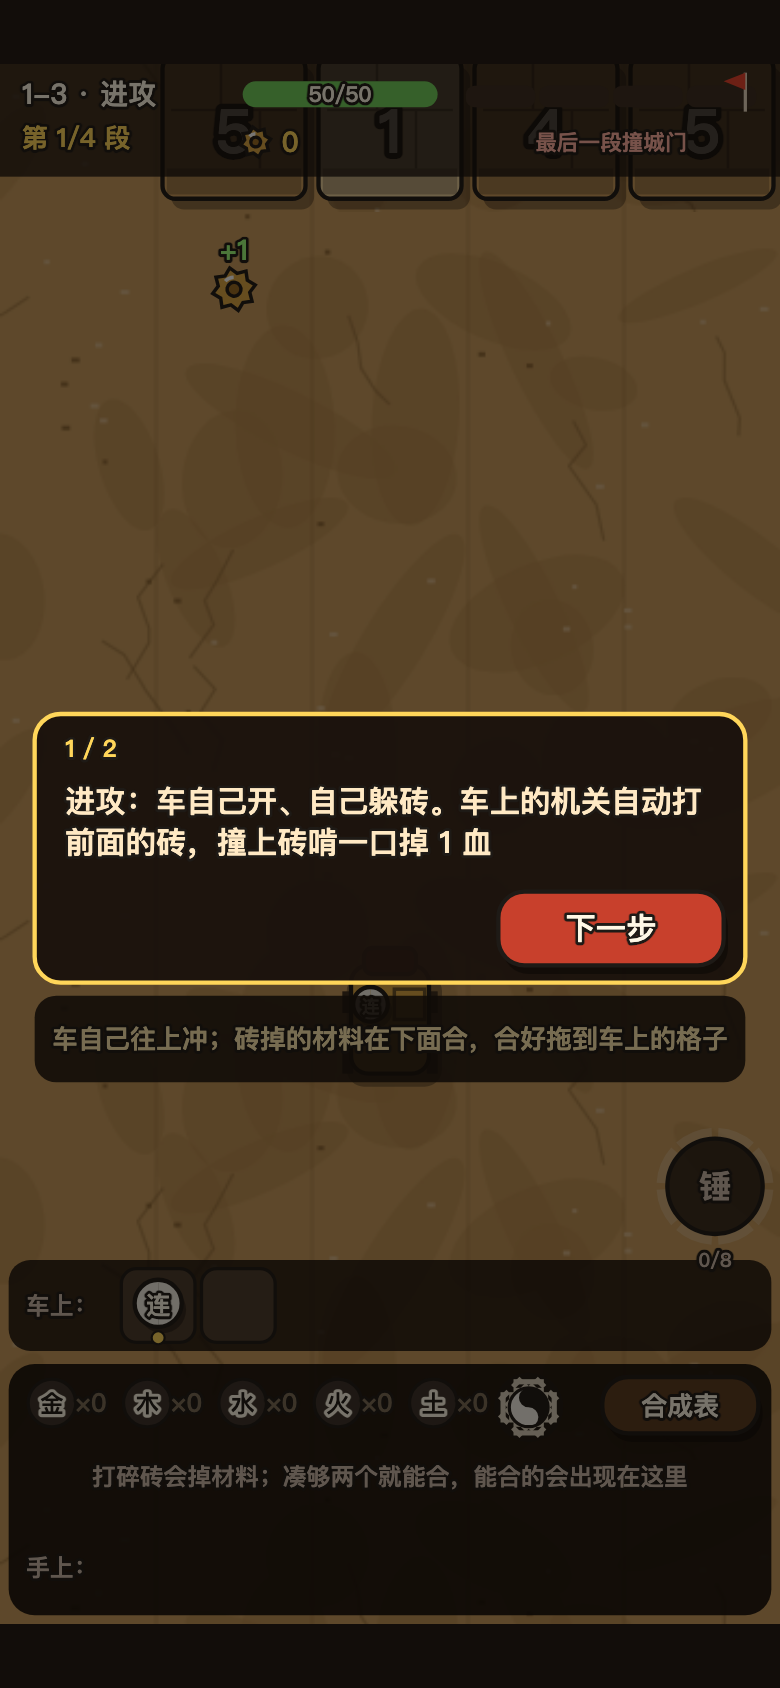 1-3 · 进攻
50/50
第 1/4 段
5
0
1
4
最后一段撞城门
5
+1
1 / 2
进攻：车自己开、自己躲砖。车上的机关自动打
前面的砖，撞上砖啃一口掉 1 血
下一步
连
车自己往上冲；砖掉的材料在下面合，合好拖到车上的格子
锤
0/8
车上：
连
金×0 木×0 水×0 火×0 土×0
合成表
打碎砖会掉材料；凑够两个就能合，能合的会出现在这里
手上：